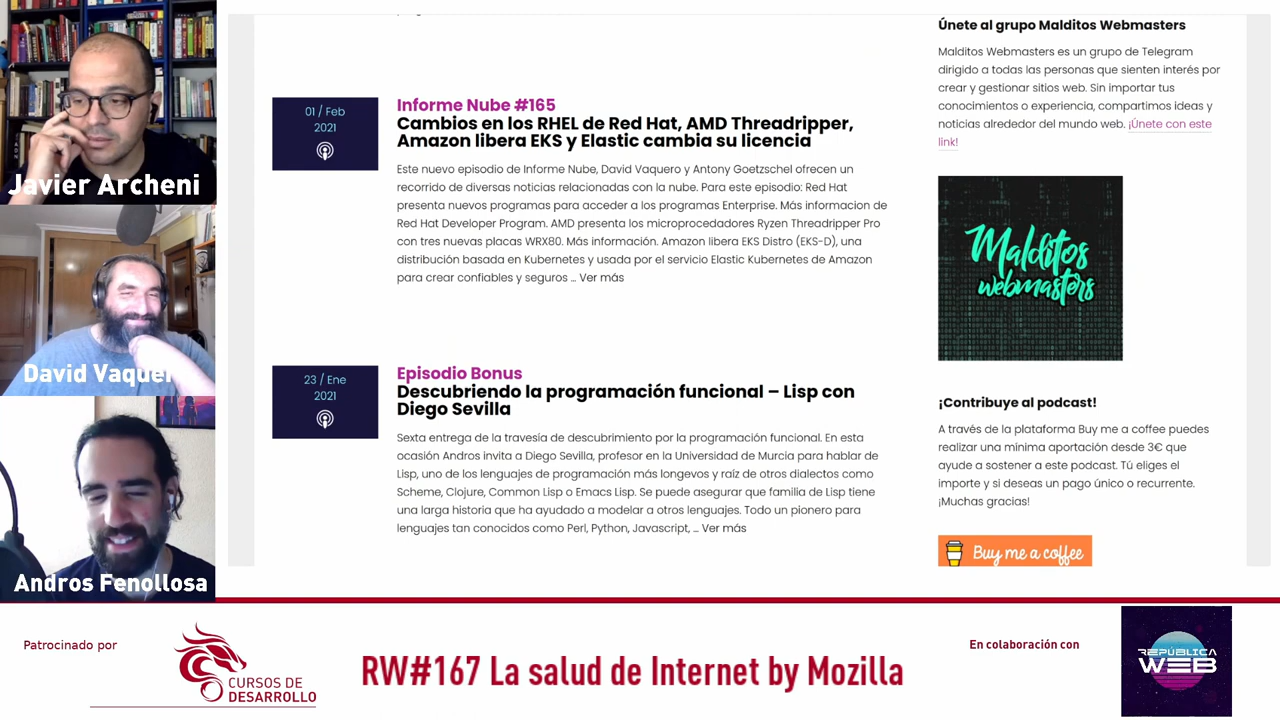 Javier Archeni
David Vaquer
Andros Fenollosa
01 / Feb
2021
Informe Nube #165
Cambios en los RHEL de Red Hat, AMD Threadripper,
Amazon libera EKS y Elastic cambia su licencia
Este nuevo episodio de Informe Nube, David Vaquero y Antony Goetzschel ofrecen un
recorrido de diversas noticias relacionadas con la nube. Para este episodio: Red Hat
presenta nuevos programas para acceder a los programas Enterprise. Más informacion de
Red Hat Developer Program. AMD presenta los microprocedadores Ryzen Threadripper Pro
con tres nuevas placas WRX80. Más información. Amazon libera EKS Distro (EKS-D), una
distribución basada en Kubernetes y usada por el servicio Elastic Kubernetes de Amazon
para crear confiables y seguros ... Ver más
23 / Ene
2021
Episodio Bonus
Descubriendo la programación funcional – Lisp con
Diego Sevilla
Sexta entrega de la travesía de descubrimiento por la programación funcional. En esta
ocasión Andros invita a Diego Sevilla, profesor en la Universidad de Murcia para hablar de
Lisp, uno de los lenguajes de programación más longevos y raíz de otros dialectos como
Scheme, Clojure, Common Lisp o Emacs Lisp. Se puede asegurar que familia de Lisp tiene
una larga historia que ha ayudado a modelar a otros lenguajes. Todo un pionero para
lenguajes tan conocidos como Perl, Python, Javascript, ... Ver más
Únete al grupo Malditos Webmasters
Malditos Webmasters es un grupo de Telegram
dirigido a todas las personas que sienten interés por
crear y gestionar sitios web. Sin importar tus
conocimientos o experiencia, compartimos ideas y
noticias alrededor del mundo web. ¡Únete con este
link!
Malditos
webmasters
¡Contribuye al podcast!
A través de la plataforma Buy me a coffee puedes
realizar una mínima aportación desde 3€ que
ayude a sostener a este podcast. Tú eliges el
importe y si deseas un pago único o recurrente.
¡Muchas gracias!
Buy me a coffee
Patrocinado por
CURSOS DE
DESARROLLO
RW#167 La salud de Internet by Mozilla
En colaboración con
REPÚBLICA
WEB